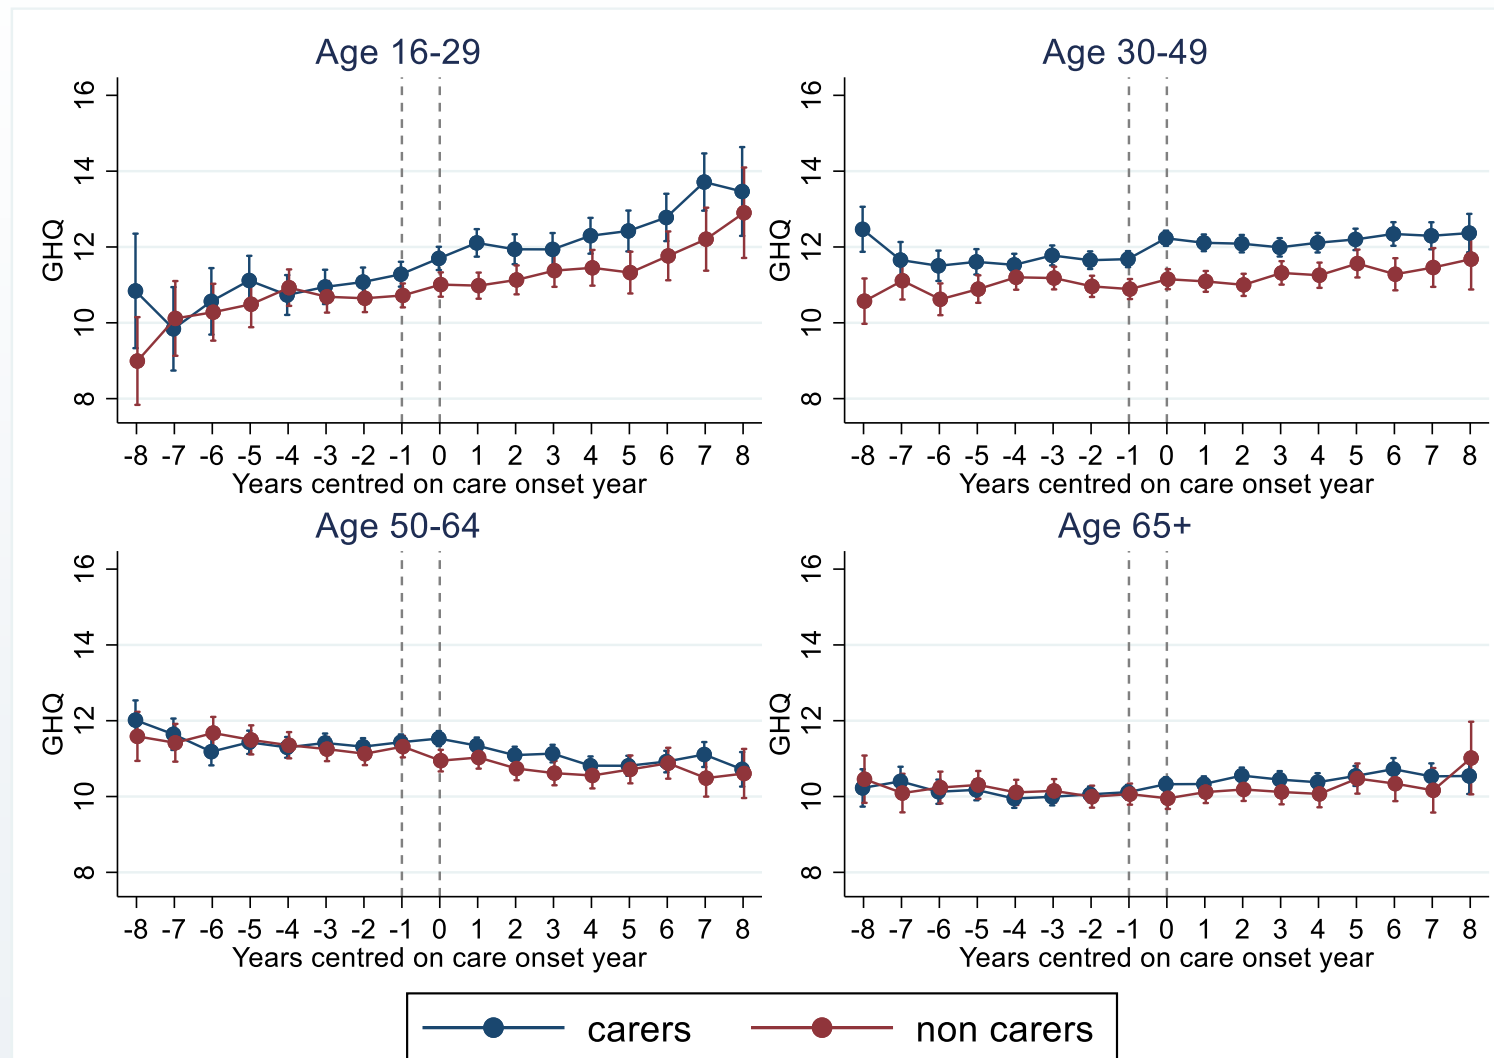 Age 16-29
Age 30-49
16
14
12
10
8
GHQ
-8 -7 -6 -5 -4 -3 -2 -1 0 1 2 3 4 5 6 7 8
Years centred on care onset year
16
14
12
10
8
GHQ
-8 -7 -6 -5 -4 -3 -2 -1 0 1 2 3 4 5 6 7 8
Years centred on care onset year
Age 50-64
Age 65+
16
14
12
10
8
GHQ
-8 -7 -6 -5 -4 -3 -2 -1 0 1 2 3 4 5 6 7 8
Years centred on care onset year
16
14
12
10
8
GHQ
-8 -7 -6 -5 -4 -3 -2 -1 0 1 2 3 4 5 6 7 8
Years centred on care onset year
carers non carers